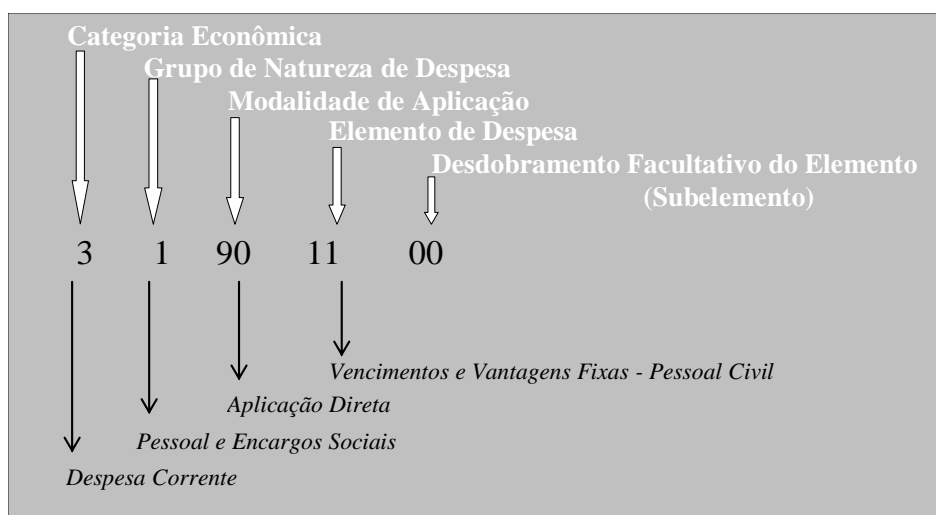 Categoria Econômica
Grupo de Natureza de Despesa
Modalidade de Aplicação
Elemento de Despesa
Desdobramento Facultativo do Elemento
(Subelemento)
3 1 90 11 00
Vencimentos e Vantagens Fixas - Pessoal Civil
Aplicação Direta
Pessoal e Encargos Sociais
Despesa Corrente